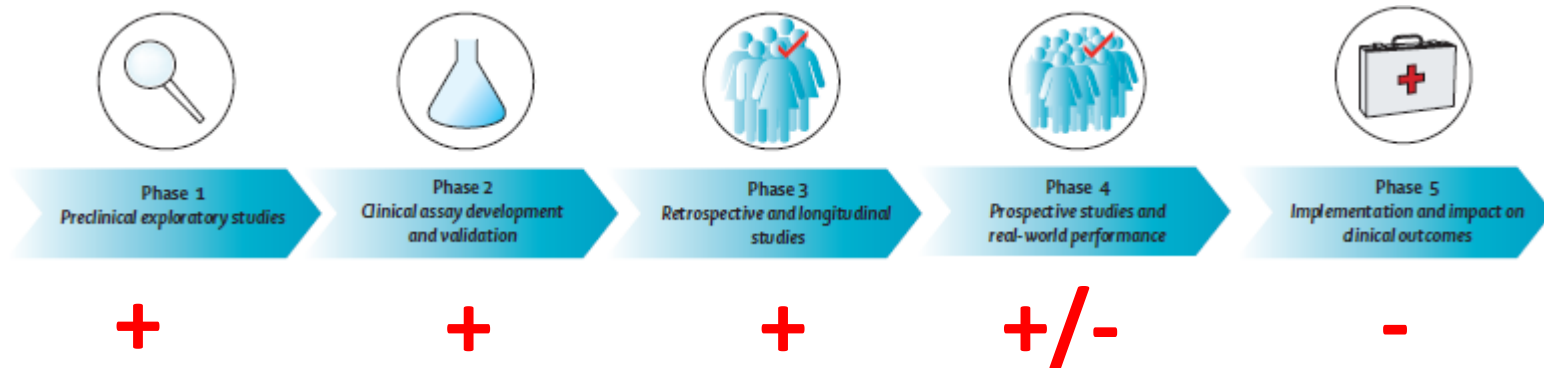 Phase 1
Preclinical exploratory studies
Phase 2
Clinical assay development
and validation
Phase 3
Retrospective and longitudinal
studies
Phase 4
Prospective studies and
real-world performance
Phase 5
Implementation and impact on
clinical outcomes
+
+
+
+/-
-